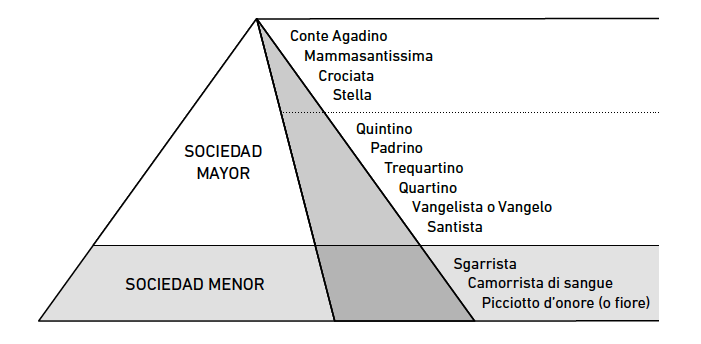 Conte Agadino
Mammasantissima
Crociata
Stella
Quintino
Padrino
Trequartino
Quartino
Vangelista o Vangelo
Santista
SOCIEDAD
MAYOR
Sgarrista
Camorrista di sangue
Picciotto d'onore (o fiore)
SOCIEDAD MENOR